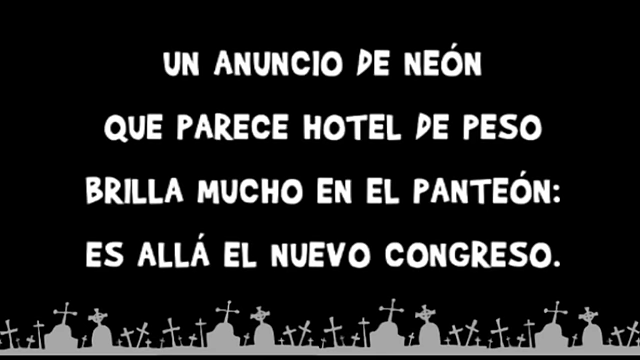 UN ANUNCIO DE NEÓN
QUE PARECE HOTEL DE PESO
BRILLA MUCHO EN EL PANTEÓN:
ES ALLÁ EL NUEVO CONGRESO.